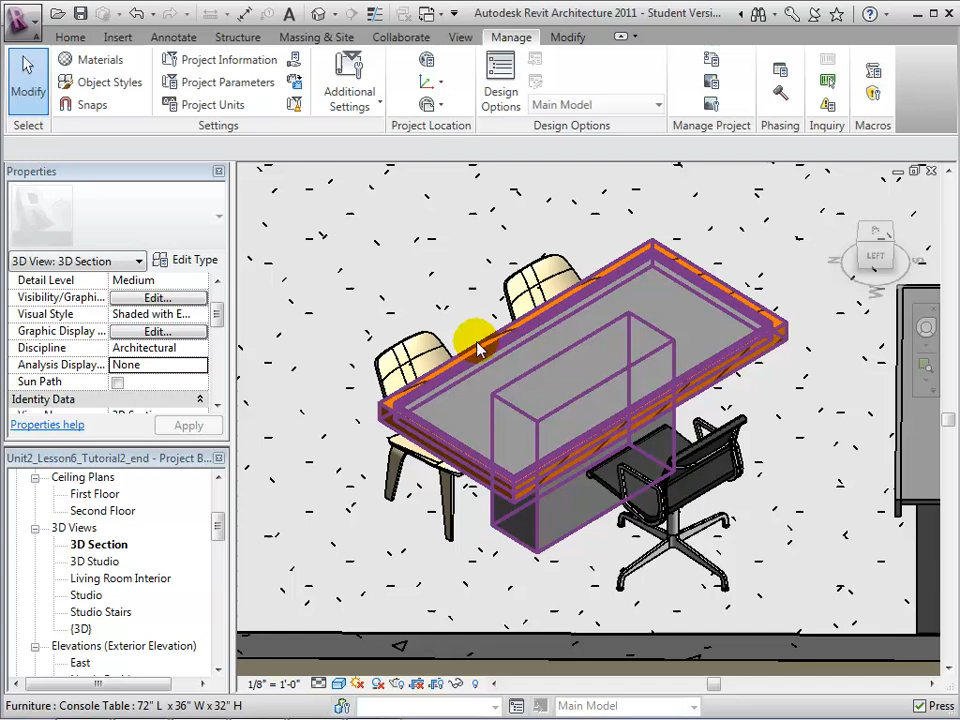 Autodesk Revit Architecture 2011 - Student Versi...
Home Insert Annotate Structure Massing & Site Collaborate View Manage Modify
Modify
Materials
Object Styles
Snaps
Project Information
Project Parameters
Project Units
Additional
Settings
Design
Options
Main Model
Select Settings Project Location Design Options Manage Project Phasing Inquiry Macros
Properties
3D View: 3D Section
Edit Type
Detail Level Medium
Visibility/Graphi... Edit...
Visual Style Shaded with E...
Graphic Display ... Edit...
Discipline Architectural
Analysis Display... None
Sun Path
Identity Data
Properties help
Apply
Unit2_Lesson6_Tutorial2_end - Project B...
Ceiling Plans
First Floor
Second Floor
3D Views
3D Section
3D Studio
Living Room Interior
Studio
Studio Stairs
{3D}
Elevations (Exterior Elevation)
East
LEFT
1/8" = 1'-0"
Furniture : Console Table : 72" L x36" W x32" H
Main Model
Press